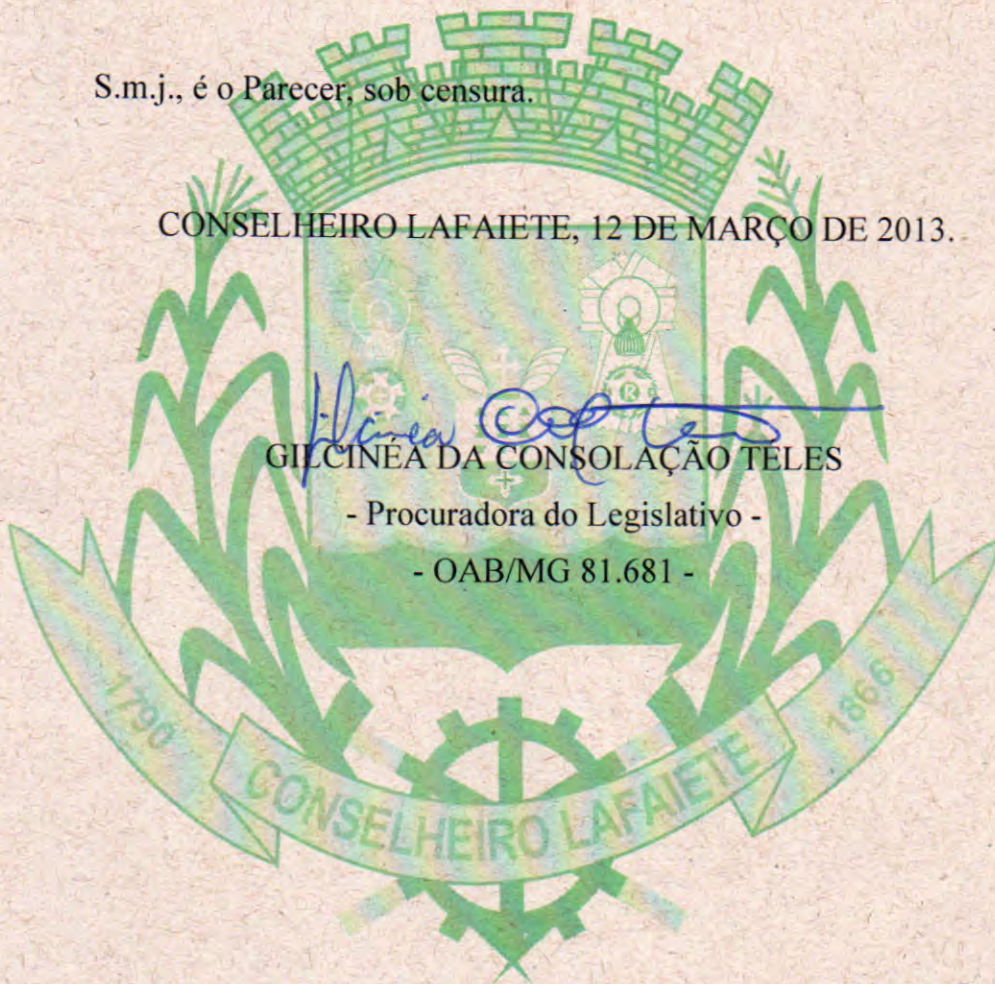 S.m.j., é o Parecer, sob censura.
CONSELHEIRO LAFAIETE, 12 DE MARÇO DE 2013.
GILCINÉA DA CONSOLAÇÃO TELES
- Procuradora do Legislativo -
- OAB/MG 81.681 -
1790
CONSELHEIRO LAFAIETE
1866